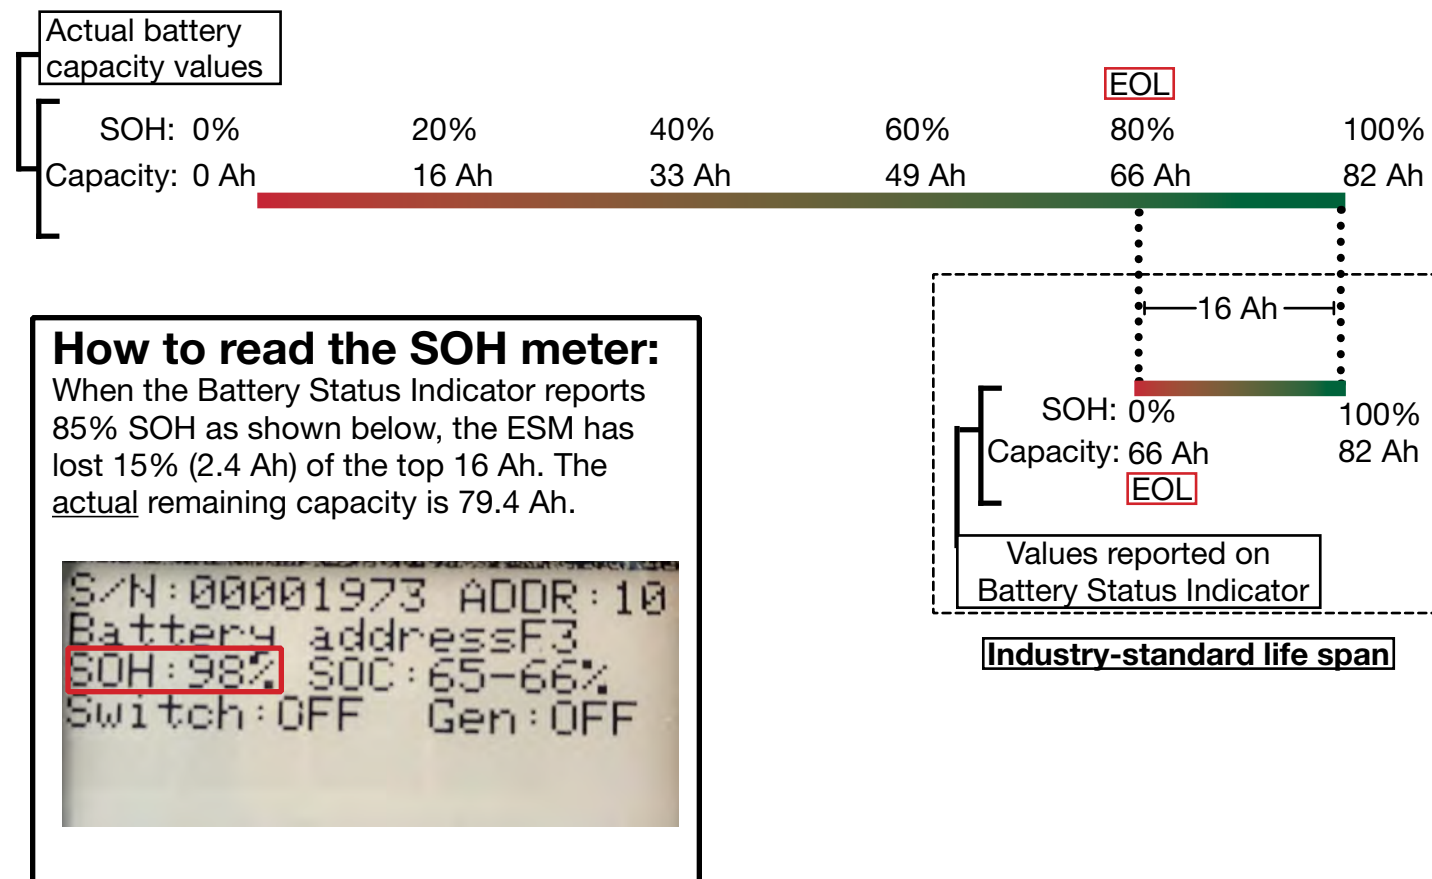 Actual battery
capacity values
EOL
SOH: 0% 20% 40% 60% 80% 100%
Capacity: 0 Ah 16 Ah 33 Ah 49 Ah 66 Ah 82 Ah
16 Ah
SOH: 0% 100%
Capacity: 66 Ah 82 Ah
EOL
Values reported on
Battery Status Indicator
Industry-standard life span
How to read the SOH meter:
When the Battery Status Indicator reports
85% SOH as shown below, the ESM has
lost 15% (2.4 Ah) of the top 16 Ah. The
actual remaining capacity is 79.4 Ah.
S/N:00001973 ADDR:10
Battery addressF3
SOH:98% SOC:65-66%
Switch:OFF Gen:OFF